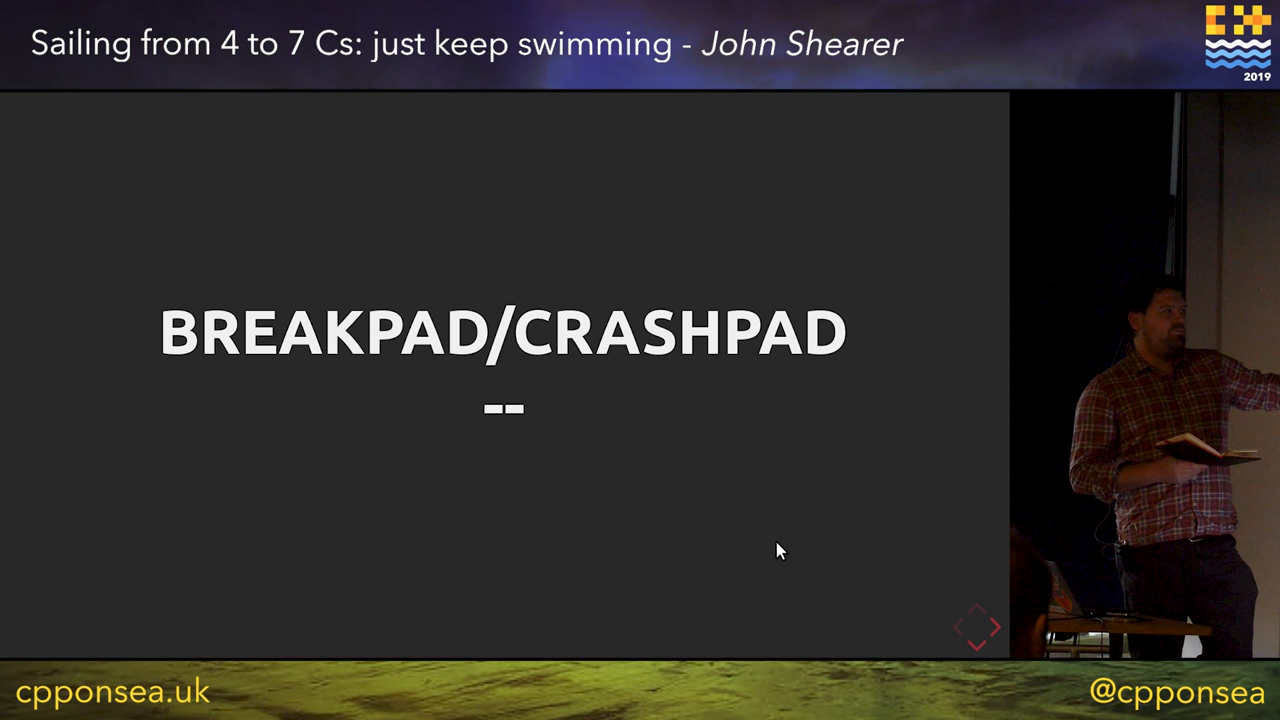 Sailing from 4 to 7 Cs: just keep swimming - John Shearer
2019
BREAKPAD/CRASHPAD
--
cpponsea.uk
@cpponsea